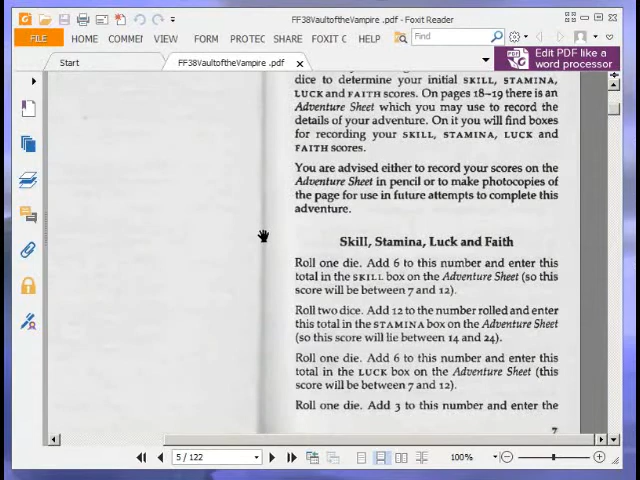 FF38VaultoftheVampire .pdf - Foxit Reader
FILE HOME COMMEI VIEW FORM PROTEC SHARE FOXIT C HELP Find
Start FF38VaultoftheVampire .pdf
Edit PDF like a
word processor
dice to determine your initial SKILL, STAMINA,
LUCK and FAITH scores. On pages 18–19 there is an
Adventure Sheet which you may use to record the
details of your adventure. On it you will find boxes
for recording your SKILL, STAMINA, LUCK and
FAITH scores.
You are advised either to record your scores on the
Adventure Sheet in pencil or to make photocopies of
the page for use in future attempts to complete this
adventure.
Skill, Stamina, Luck and Faith
Roll one die. Add 6 to this number and enter this
total in the SKILL box on the Adventure Sheet (so this
score will be between 7 and 12).
Roll two dice. Add 12 to the number rolled and enter
this total in the STAMINA box on the Adventure Sheet
(so this score will lie between 14 and 24).
Roll one die. Add 6 to this number and enter this
total in the LUCK box on the Adventure Sheet (this
score will be between 7 and 12).
Roll one die. Add 3 to this number and enter the
7
5 / 122
100%